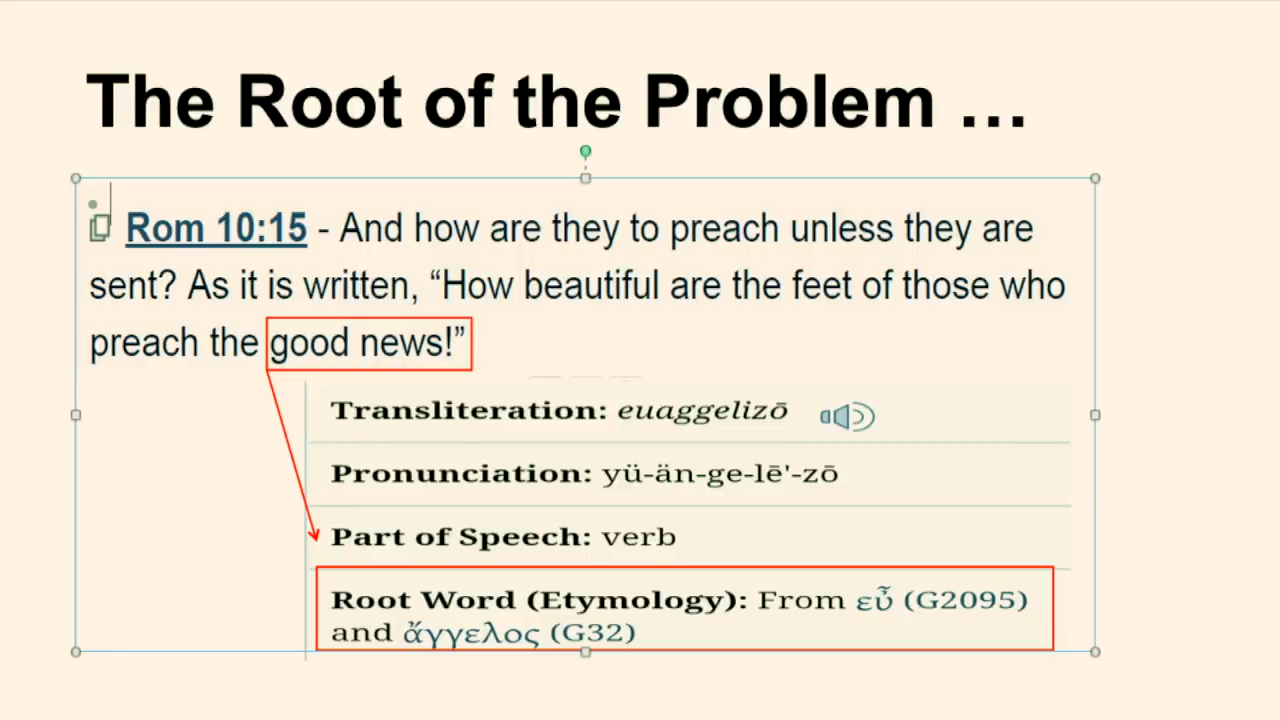 The Root of the Problem …
Rom 10:15 - And how are they to preach unless they are
sent? As it is written, “How beautiful are the feet of those who
preach the good news!”
Transliteration: euaggelizō
Pronunciation: yü-än-ge-lē'-zō
Part of Speech: verb
Root Word (Etymology): From εὖ (G2095)
and ἄγγελος (G32)